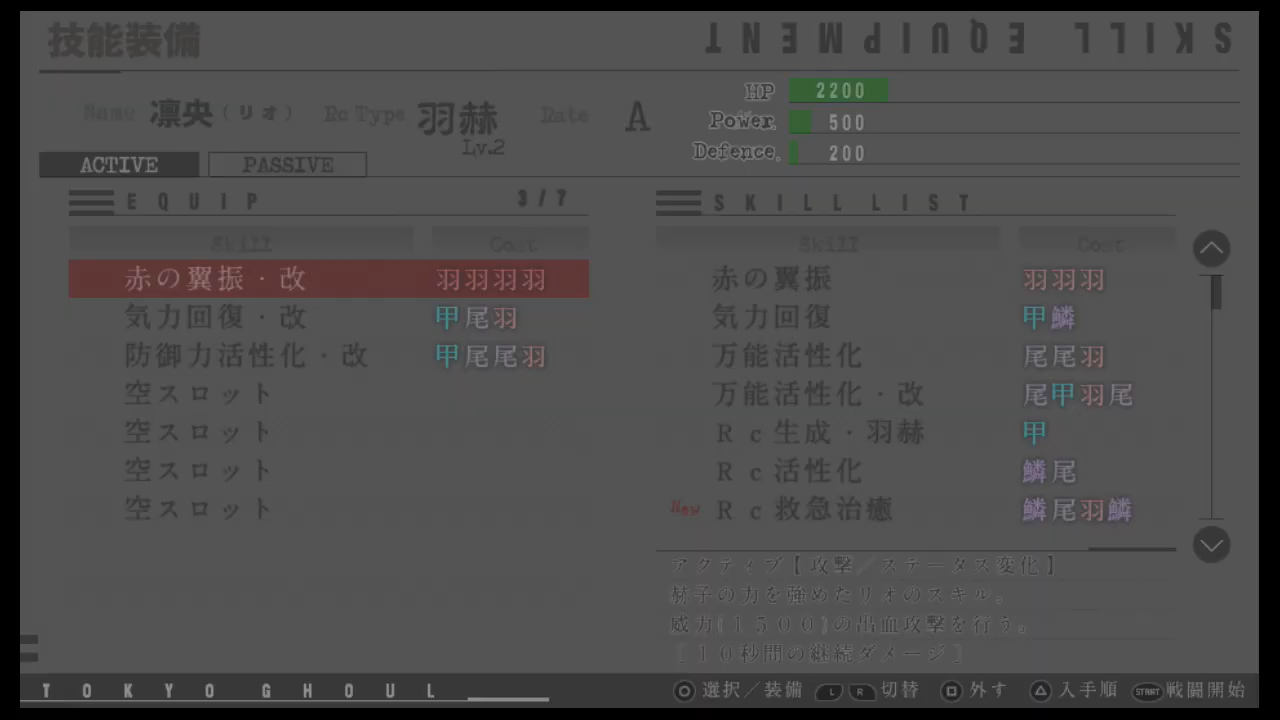 技能装備
SKILL EQUIPMENT
Name 凛央(リオ) Rc Type 羽赫 Rate A
Lv.2
HP 2200
Power 500
Defence 200
ACTIVE PASSIVE
EQUIP 3/7
Skill Cost
赤の翼振・改 羽羽羽羽
気力回復・改 甲尾羽
防御力活性化・改 甲尾尾羽
空スロット
空スロット
空スロット
空スロット
SKILL LIST
Skill Cost
赤の翼振 羽羽羽
気力回復 甲鱗
万能活性化 尾尾羽
万能活性化・改 尾甲羽尾
Rc生成・羽赫 甲
Rc活性化 鱗尾
New Rc救急治癒 鱗尾羽鱗
アクティブ【攻撃/ステータス変化】
赫子の力を強めたリオのスキル。
威力(1500)の出血攻撃を行う。
[10秒間の継続ダメージ]
TOKYO GHOUL
選択/装備 L R 切替 外す 入手順 START 戦闘開始